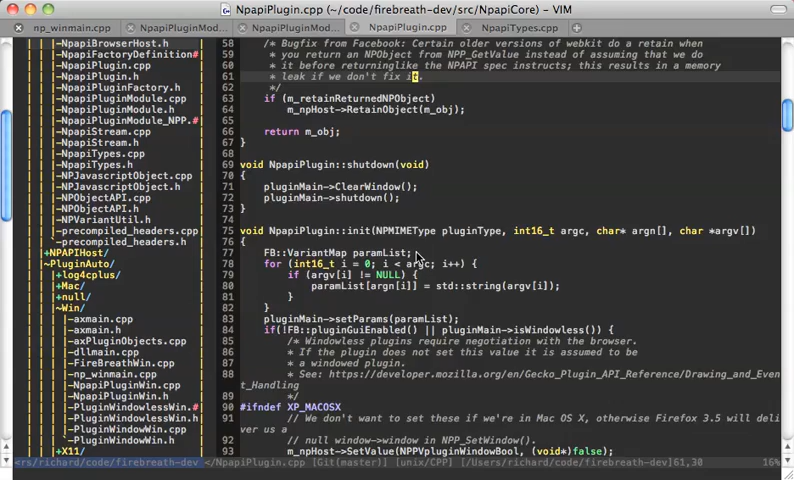 NpapiPlugin.cpp (~/code/firebreath-dev/src/NpapiCore) – VIM
np_winmain.cpp
NpapiPluginMod...
NpapiPluginMod...
NpapiPlugin.cpp
NpapiTypes.cpp
| | |-NpapiBrowserHost.h
| | |-NpapiFactoryDefinition#
| | |-NpapiPlugin.cpp
| | |-NpapiPlugin.h
| | |-NpapiPluginFactory.h
| | |-NpapiPluginModule.cpp
| | |-NpapiPluginModule.h
| | |-NpapiPluginModule_NPP.#
| | |-NpapiStream.cpp
| | |-NpapiStream.h
| | |-NpapiTypes.cpp
| | |-NpapiTypes.h
| | |-NPJavascriptObject.cpp
| | |-NPJavascriptObject.h
| | |-NPObjectAPI.cpp
| | |-NPObjectAPI.h
| | |-NPVariantUtil.h
| | |-precompiled_headers.cpp
| | `-precompiled_headers.h
| |+NPAPIHost/
| |~PluginAuto/
| | |+log4cplus/
| | |+Mac/
| | |+null/
| | |~Win/
| | | |-axmain.cpp
| | | |-axmain.h
| | | |-axPluginObjects.cpp
| | | |-dllmain.cpp
| | | |-FireBreathWin.cpp
| | | |-np_winmain.cpp
| | | |-NpapiPluginWin.cpp
| | | |-NpapiPluginWin.h
| | | |-PluginWindowlessWin.#
| | | |-PluginWindowlessWin.h
| | | |-PluginWindowWin.cpp
| | | `-PluginWindowWin.h
| | |+X11/
<rs/richard/code/firebreath-dev
58 /* Bugfix from Facebook: Certain older versions of webkit do a retain when
59 * you return an NPObject from NPP_GetValue instead of assuming that we do
60 * it before returninglike the NPAPI spec instructs; this results in a memory
61 * leak if we don't fix it.
62 */
63 if (m_retainReturnedNPObject)
64 m_npHost->RetainObject(m_obj);
65
66 return m_obj;
67 }
68
69 void NpapiPlugin::shutdown(void)
70 {
71 pluginMain->ClearWindow();
72 pluginMain->shutdown();
73 }
74
75 void NpapiPlugin::init(NPMIMEType pluginType, int16_t argc, char* argn[], char *argv[])
76 {
77 FB::VariantMap paramList;
78 for (int16_t i = 0; i < argc; i++) {
79 if (argv[i] != NULL) {
80 paramList[argn[i]] = std::string(argv[i]);
81 }
82 }
83 pluginMain->setParams(paramList);
84 if(!FB::pluginGuiEnabled() || pluginMain->isWindowless()) {
85 /* Windowless plugins require negotiation with the browser.
86 * If the plugin does not set this value it is assumed to be
87 * a windowed plugin.
88 * See: https://developer.mozilla.org/en/Gecko_Plugin_API_Reference/Drawing_and_Even
t_Handling
89 */
90 #ifndef XP_MACOSX
91 // We don't want to set these if we're in Mac OS X, otherwise Firefox 3.5 will deli
ver us a
92 // null window->window in NPP_SetWindow().
93 m_npHost->SetValue(NPPVpluginWindowBool, (void*)false);
</NpapiPlugin.cpp [Git(master)] [unix/CPP] [/Users/richard/code/firebreath-dev]61,30 16%